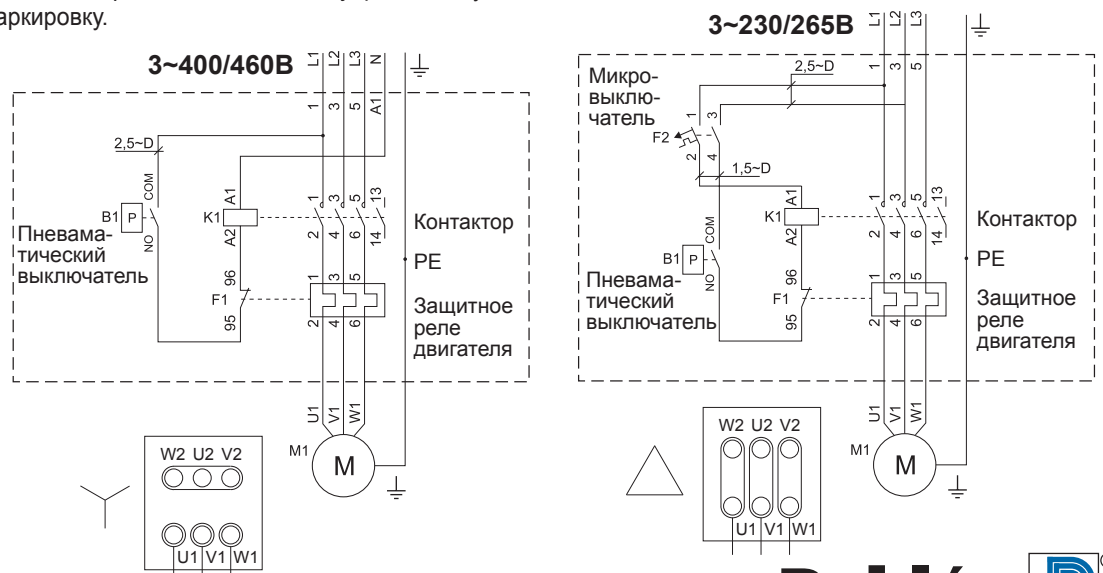 аркировку.
3~400/460В
L1 L2 L3 N
1 3 5 A1
2,5~D
COM
B1 P
NO
A1
K1
A2
1 3 5 13
2 4 6 14
Контактор
Пневама-
тический
выключатель
PE
96
F1
95
1 3 5
2 4 6
Защитное
реле
двигателя
U1 V1 W1
M1
M
W2 U2 V2
U1 V1 W1
3~230/265В
L1 L2 L3
1 3 5
2,5~D
Микро-
выклю-
чатель
1 3
F2
2 4
1,5~D
COM
B1 P
NO
A1
K1
A2
1 3 5 13
2 4 6 14
Контактор
PE
Пневама-
тический
выключатель
96
F1
95
1 3 5
2 4 6
Защитное
реле
двигателя
U1 V1 W1
M1
M
W2 U2 V2
U1 V1 W1